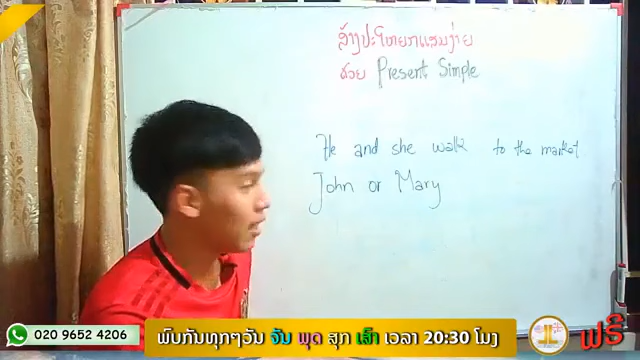 ສ້າງປະໂຫຍກແສນງ່າຍ
ດ້ວຍ Present Simple
He and she walk to the market
John or Mary
020 9652 4206
ພົບກັນທຸກໆວັນ ຈັນ ພຸດ ສຸກ ເສົາ ເວລາ 20:30 ໂມງ
ຟຣີ